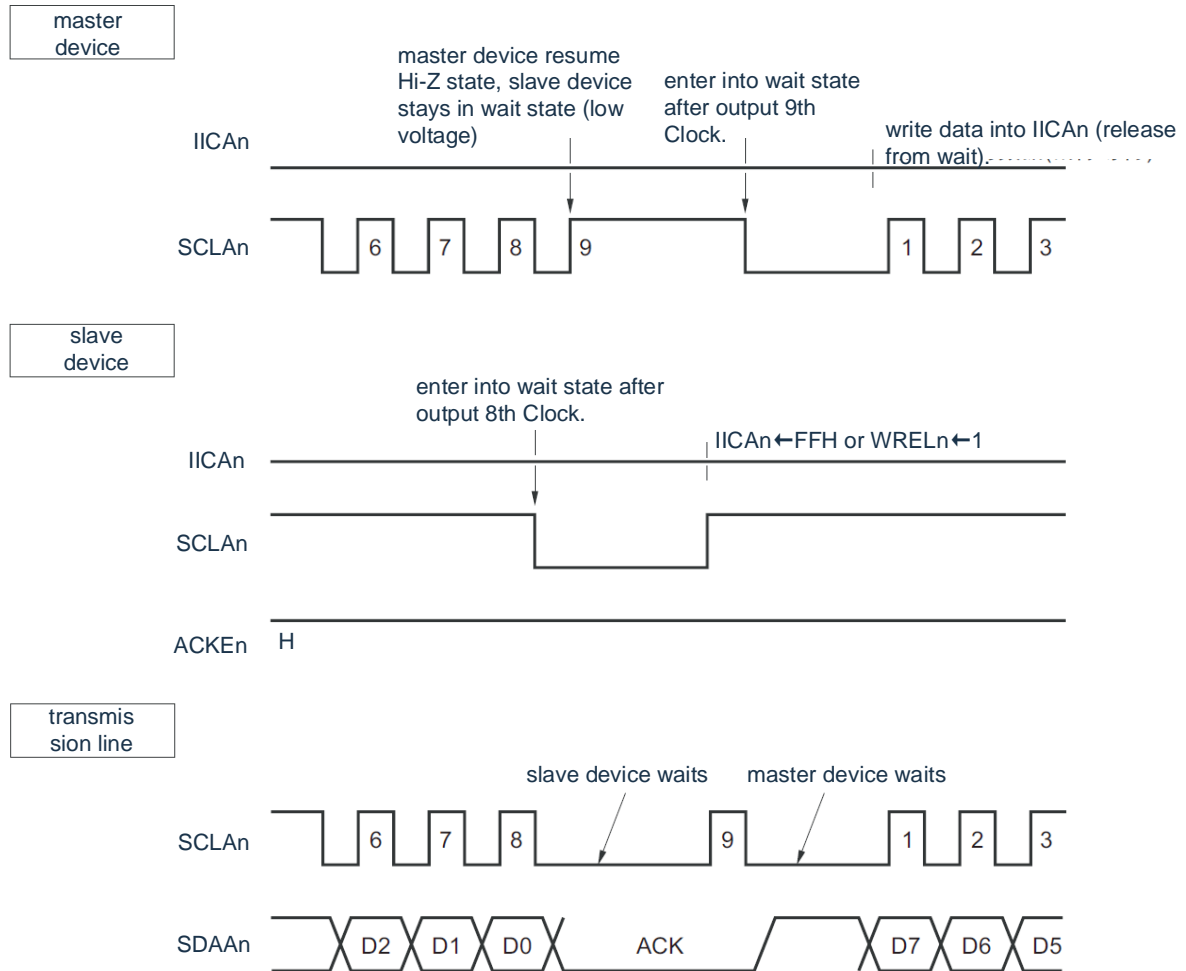 master
device
master device resume
Hi-Z state, slave device
stays in wait state (low
voltage)
enter into wait state
after output 9th
Clock.
write data into IICAn (release
from wait).
IICAn
SCLAn
6 7 8 9 1 2 3
slave
device
enter into wait state after
output 8th Clock.
IICAn←FFH or WRELn←1
IICAn
SCLAn
ACKEn H
transmis
sion line
slave device waits master device waits
SCLAn 6 7 8 9 1 2 3
SDAAn D2 D1 D0 ACK D7 D6 D5